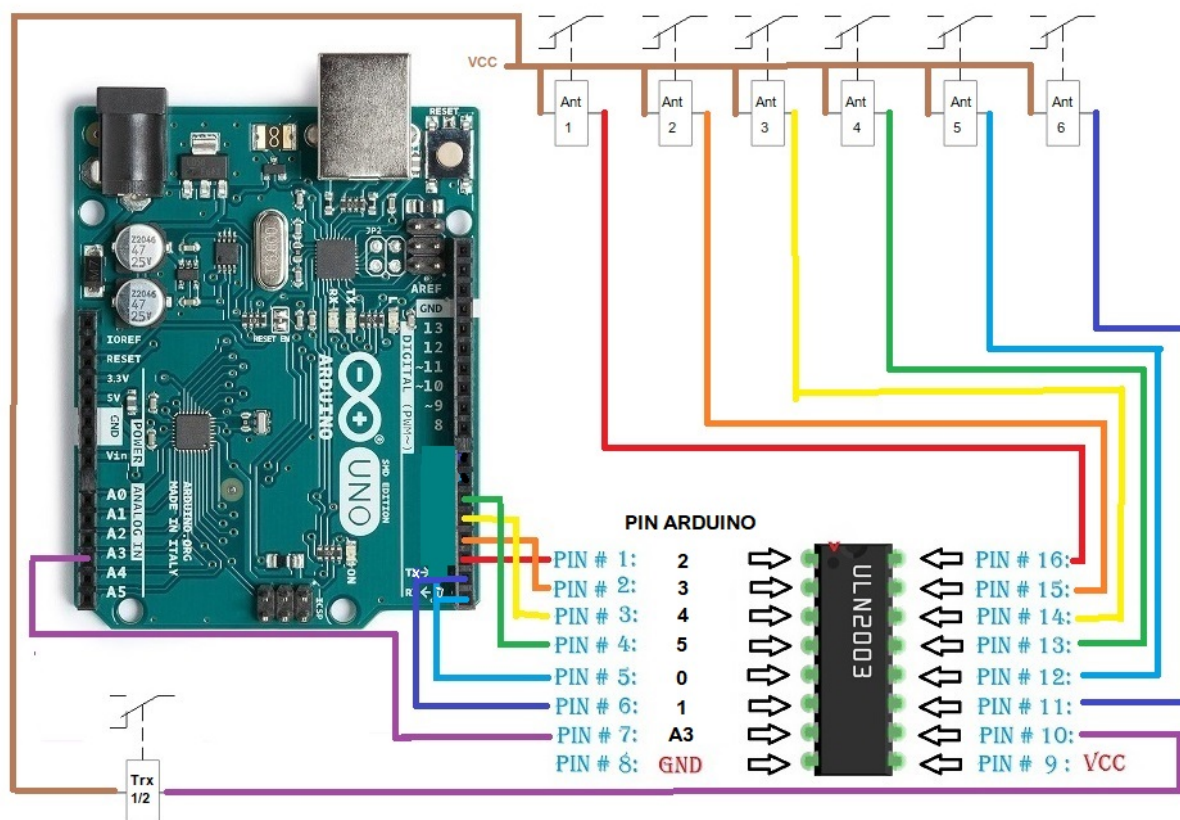 VCC
Ant
1
Ant
2
Ant
3
Ant
4
Ant
5
Ant
6
RESET
Z2046
47
25V
Z2046
47
25V
JP2
AREF
GND
13
12
~11
~10
~9
8
DIGITAL (PWM~)
RX
TX
RESET EN
IOREF
RESET
3.3V
5V
GND
Vin
POWER
A0
A1
A2
A3
A4
A5
ANALOG IN
ARDUINO
UNO
SMD EDITION
ARDUINO.ORG
MADE IN ITALY
ON
ICSP
TX
PIN ARDUINO
PIN # 1: 2 PIN # 16:
PIN # 2: 3 PIN # 15:
PIN # 3: 4 PIN # 14:
PIN # 4: 5 PIN # 13:
PIN # 5: 0 PIN # 12:
PIN # 6: 1 PIN # 11:
PIN # 7: A3 PIN # 10:
PIN # 8: GND PIN # 9 : VCC
ULN2003
Trx
1/2